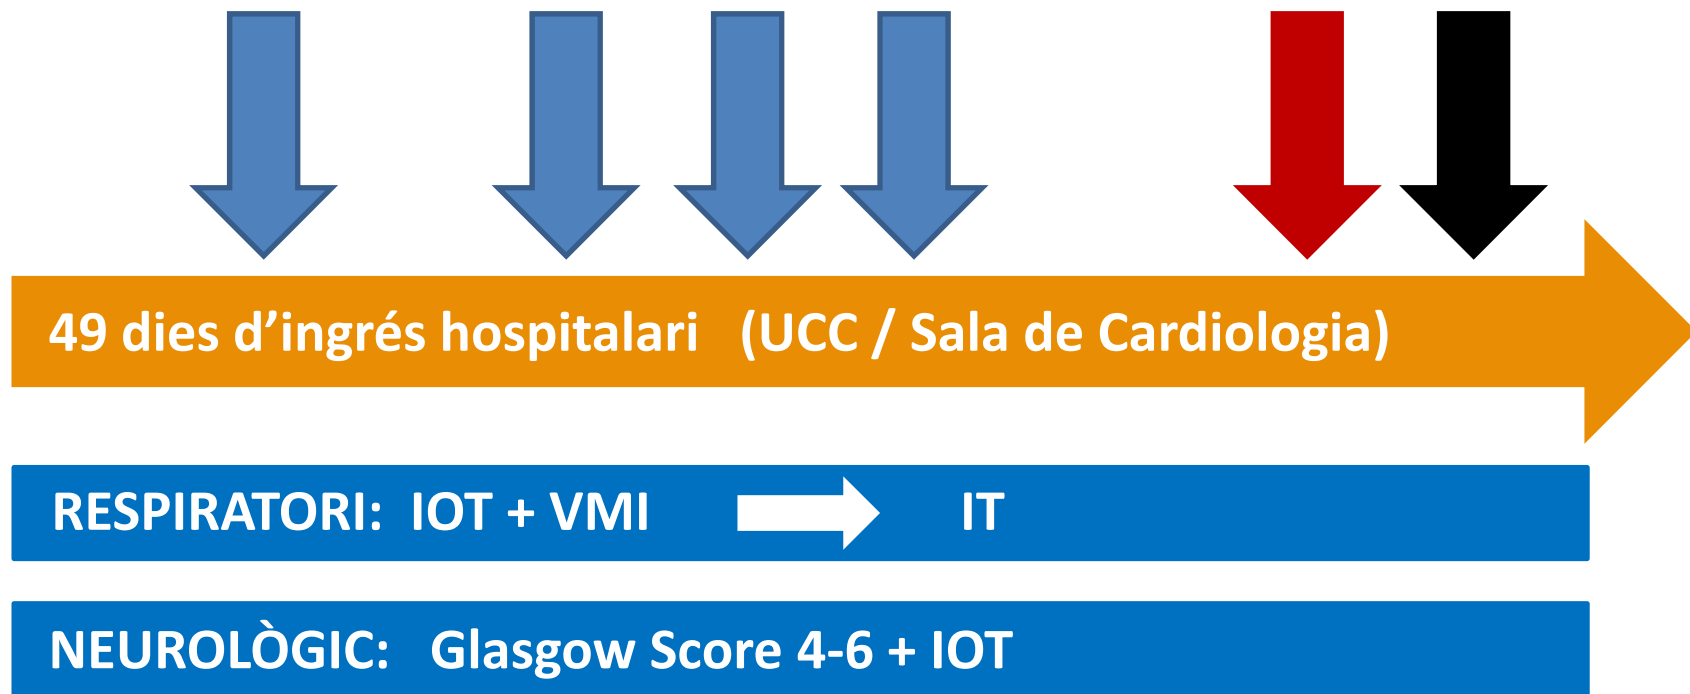 49 dies d’ingrés hospitalari (UCC / Sala de Cardiologia)
RESPIRATORI: IOT + VMI IT
NEUROLÒGIC: Glasgow Score 4-6 + IOT